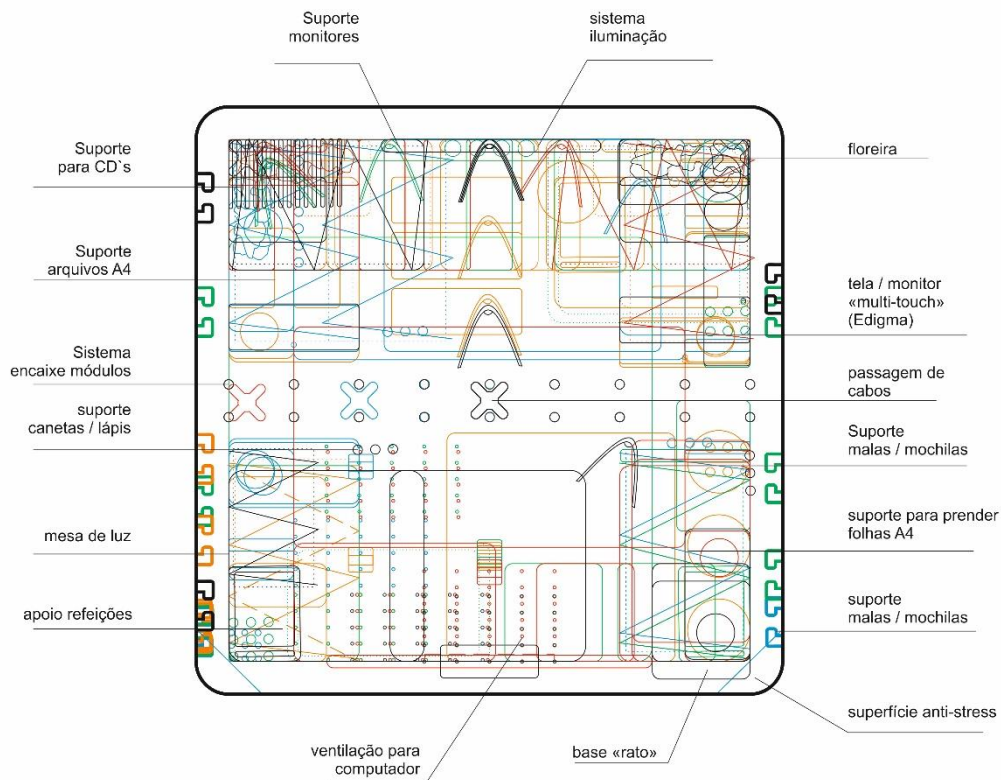 Suporte
monitores
sistema
iluminação
Suporte
para CD`s
floreira
Suporte
arquivos A4
tela / monitor
«multi-touch»
(Edigma)
Sistema
encaixe módulos
passagem de
cabos
suporte
canetas / lápis
Suporte
malas / mochilas
mesa de luz
suporte para prender
folhas A4
apoio refeições
suporte
malas / mochilas
superfície anti-stress
ventilação para
computador
base «rato»